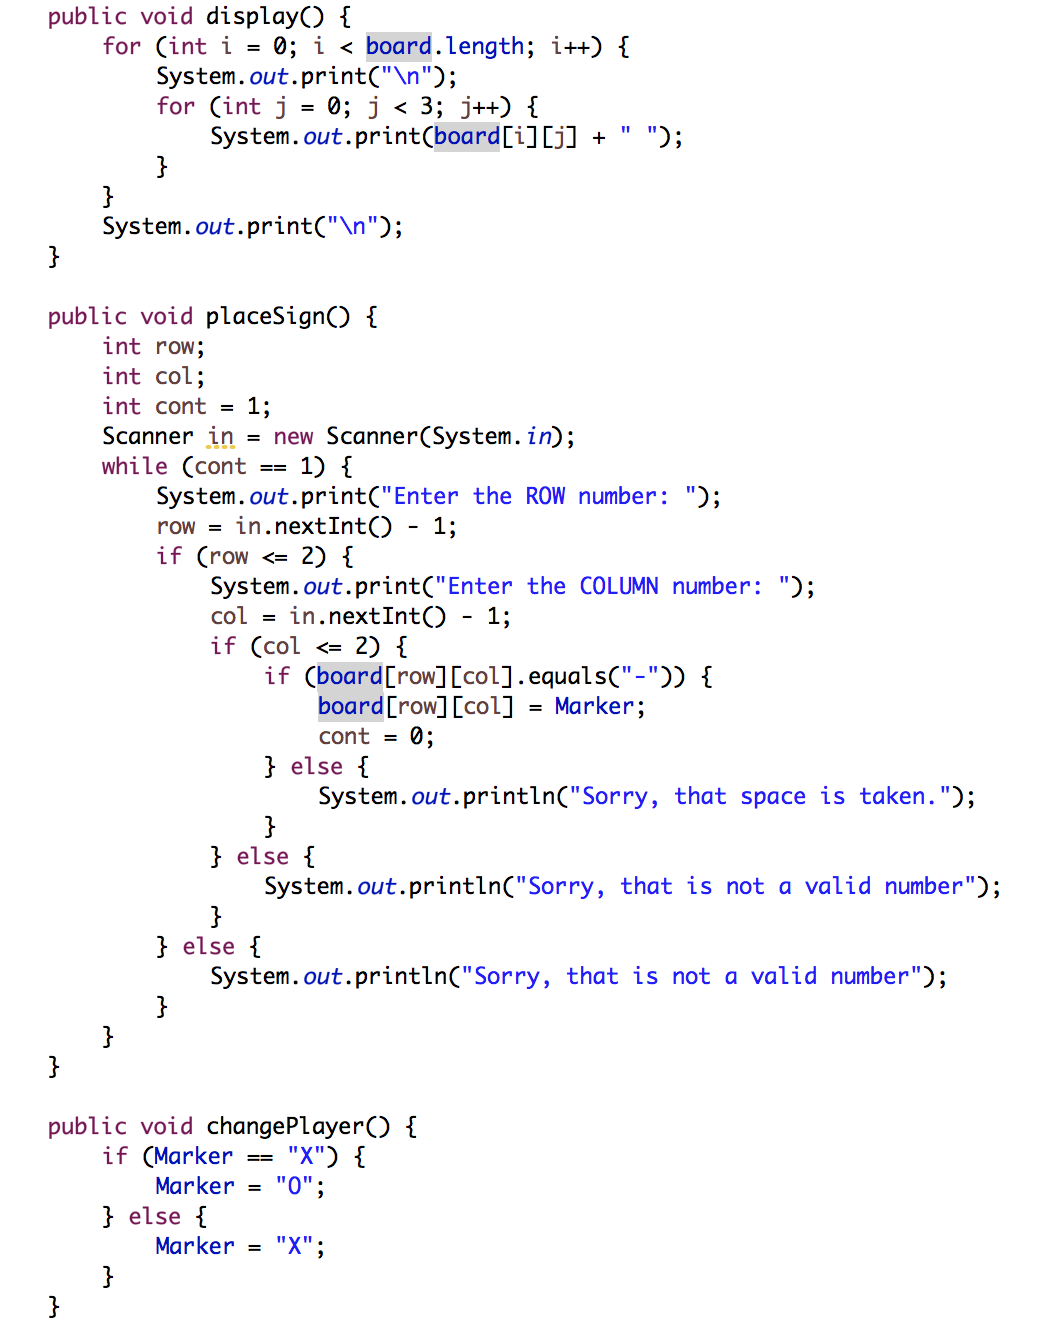 public void display() {
    for (int i = 0; i < board.length; i++) {
        System.out.print("\n");
        for (int j = 0; j < 3; j++) {
            System.out.print(board[i][j] + " ");
        }
    }
    System.out.print("\n");
}

public void placeSign() {
    int row;
    int col;
    int cont = 1;
    Scanner in = new Scanner(System.in);
    while (cont == 1) {
        System.out.print("Enter the ROW number: ");
        row = in.nextInt() - 1;
        if (row <= 2) {
            System.out.print("Enter the COLUMN number: ");
            col = in.nextInt() - 1;
            if (col <= 2) {
                if (board[row][col].equals("-")) {
                    board[row][col] = Marker;
                    cont = 0;
                } else {
                    System.out.println("Sorry, that space is taken.");
                }
            } else {
                System.out.println("Sorry, that is not a valid number");
            }
        } else {
            System.out.println("Sorry, that is not a valid number");
        }
    }
}

public void changePlayer() {
    if (Marker == "X") {
        Marker = "O";
    } else {
        Marker = "X";
    }
}